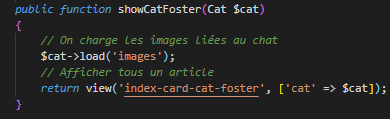 public function showCatFoster(Cat $cat)
{
// On charge les images liées au chat
$cat->load('images');
// Afficher tous un article
return view('index-card-cat-foster', ['cat' => $cat]);
}